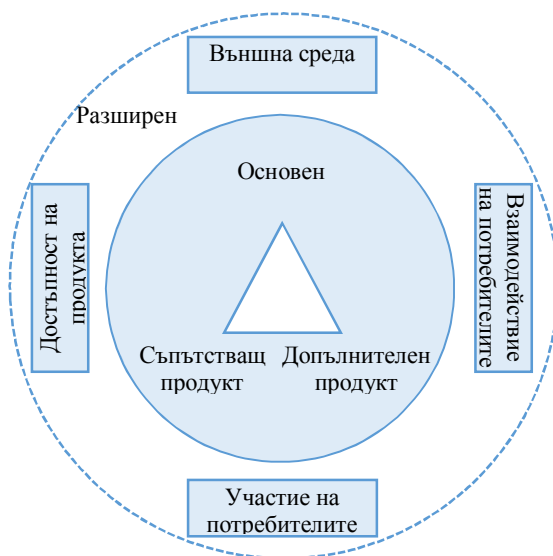 Външна среда
Разширен
Основен
Достъпност на
продукта
Взаимодействие
на потребителите
Съпътстващ
продукт
Допълнителен
продукт
Участие на
потребителите